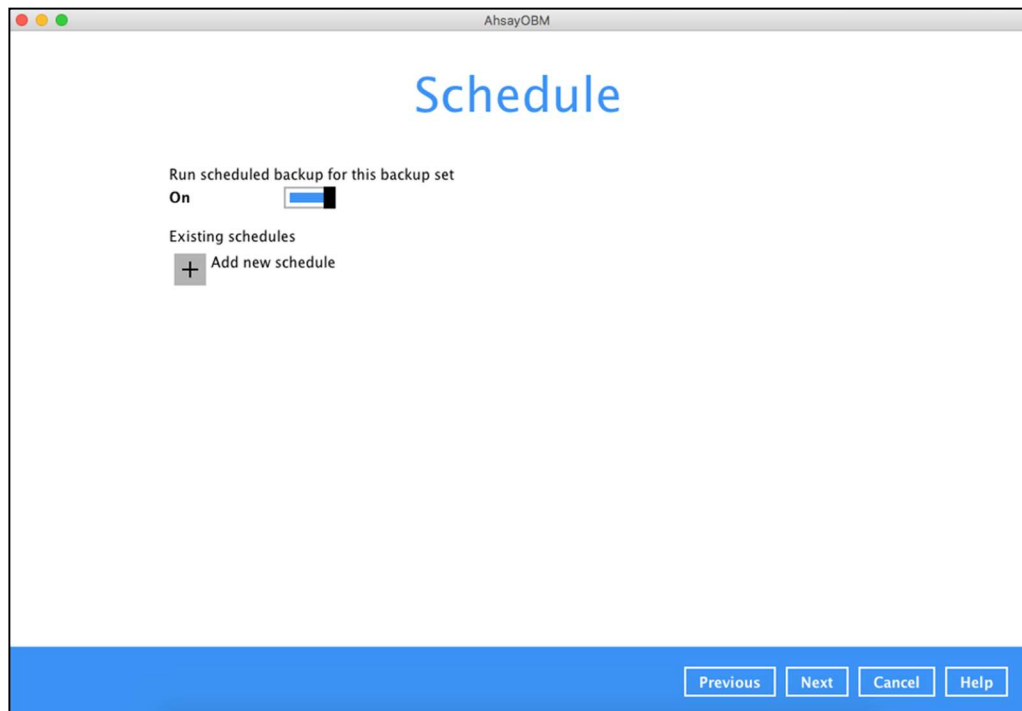 AhsayOBM
Schedule
Run scheduled backup for this backup set
On
Existing schedules
+ Add new schedule
Previous Next Cancel Help